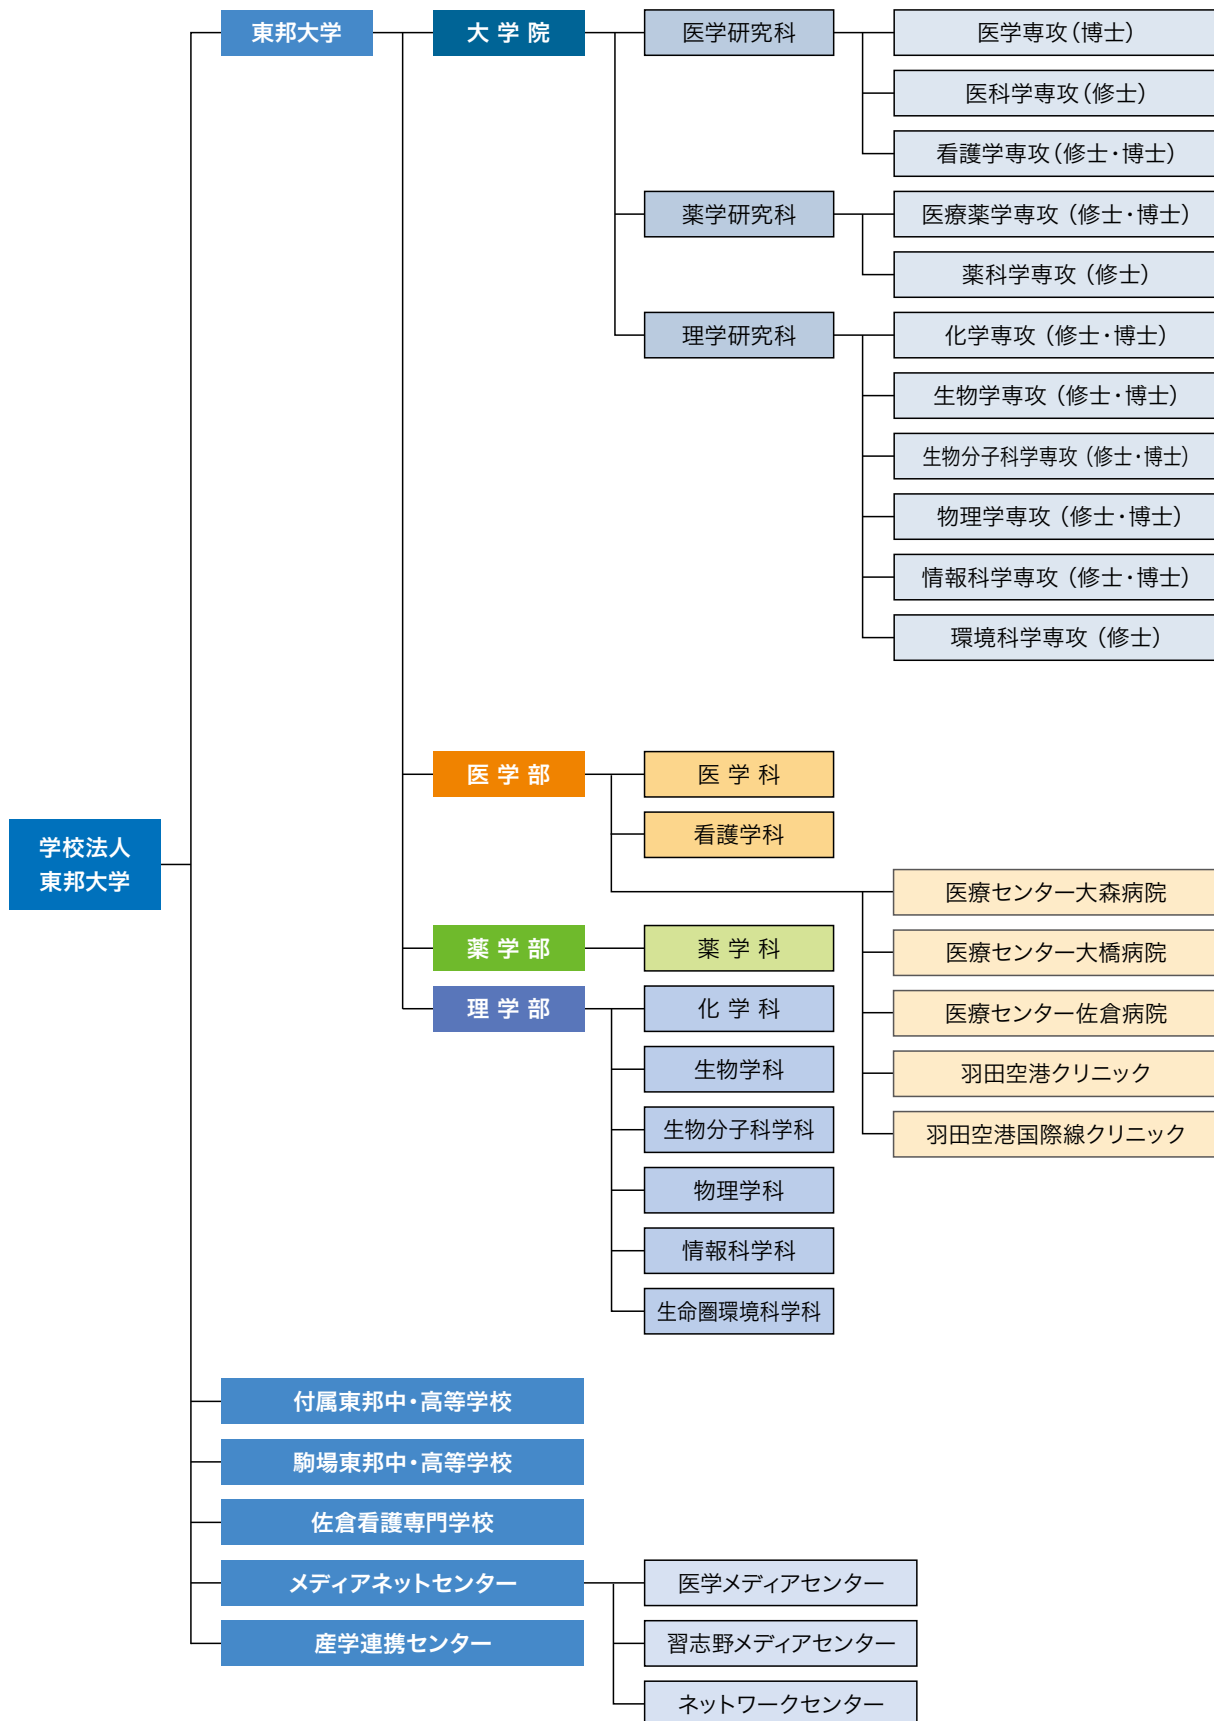 東邦大学
大学院
医学研究科
医学専攻(博士)
医科学専攻(修士)
看護学専攻(修士・博士)
薬学研究科
医療薬学専攻(修士・博士)
薬科学専攻(修士)
理学研究科
化学専攻(修士・博士)
生物学専攻(修士・博士)
生物分子科学専攻(修士・博士)
物理学専攻(修士・博士)
情報科学専攻(修士・博士)
環境科学専攻(修士)
医学部
医学科
看護学科
学校法人
東邦大学
医療センター大森病院
医療センター大橋病院
医療センター佐倉病院
羽田空港クリニック
羽田空港国際線クリニック
薬学部
薬学科
理学部
化学科
生物学科
生物分子科学科
物理学科
情報科学科
生命圏環境科学科
付属東邦中・高等学校
駒場東邦中・高等学校
佐倉看護専門学校
メディアネットセンター
医学メディアセンター
習志野メディアセンター
ネットワークセンター
産学連携センター